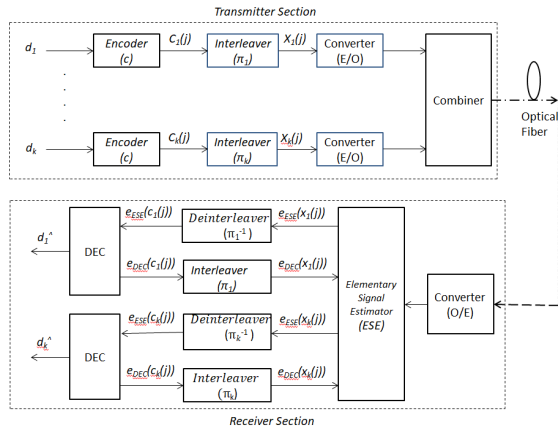 Transmitter Section
d1 Encoder (c) C1(j) Interleaver (π1) X1(j) Converter (E/O)
Combiner
Optical Fiber
dk Encoder (c) Ck(j) Interleaver (πk) Xk(j) Converter (E/O)
eESE(c1(j)) Deinterleaver (π1-1) eESE(x1(j))
d1^ DEC
eDEC(c1(j)) Interleaver (π1) eDEC(x1(j))
Elementary Signal Estimator (ESE)
Converter (O/E)
eESE(ck(j)) Deinterleaver (πk-1) eESE(xk(j))
dk^ DEC
eDEC(ck(j)) Interleaver (πk) eDEC(xk(j))
Receiver Section